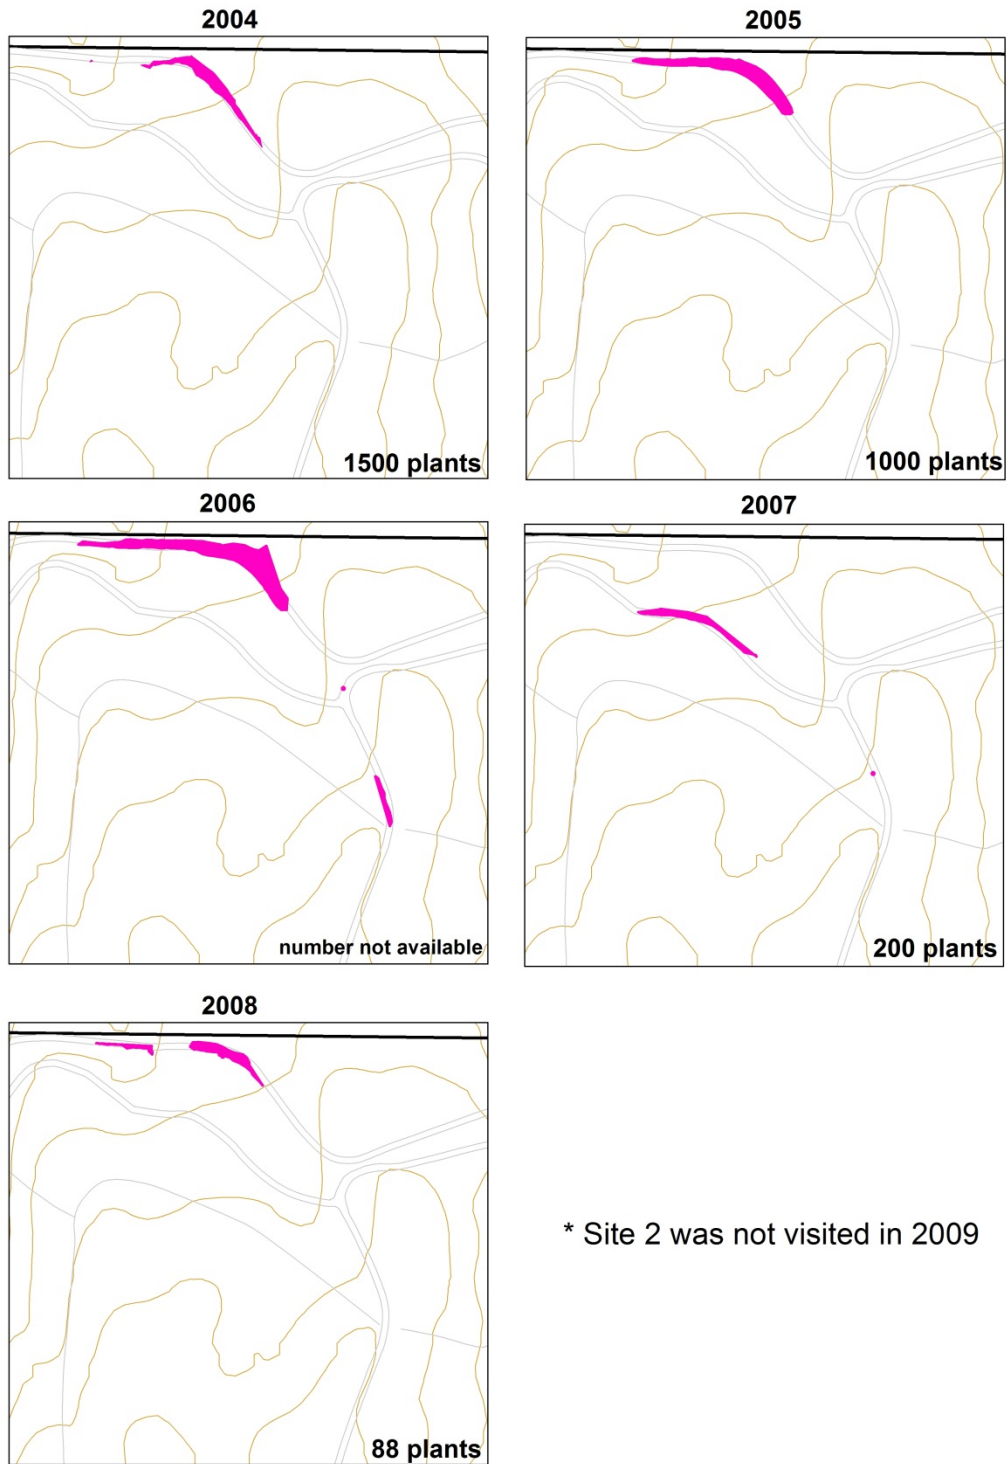 2004
2005
1500 plants
1000 plants
2006
2007
number not available
200 plants
2008
* Site 2 was not visited in 2009
88 plants